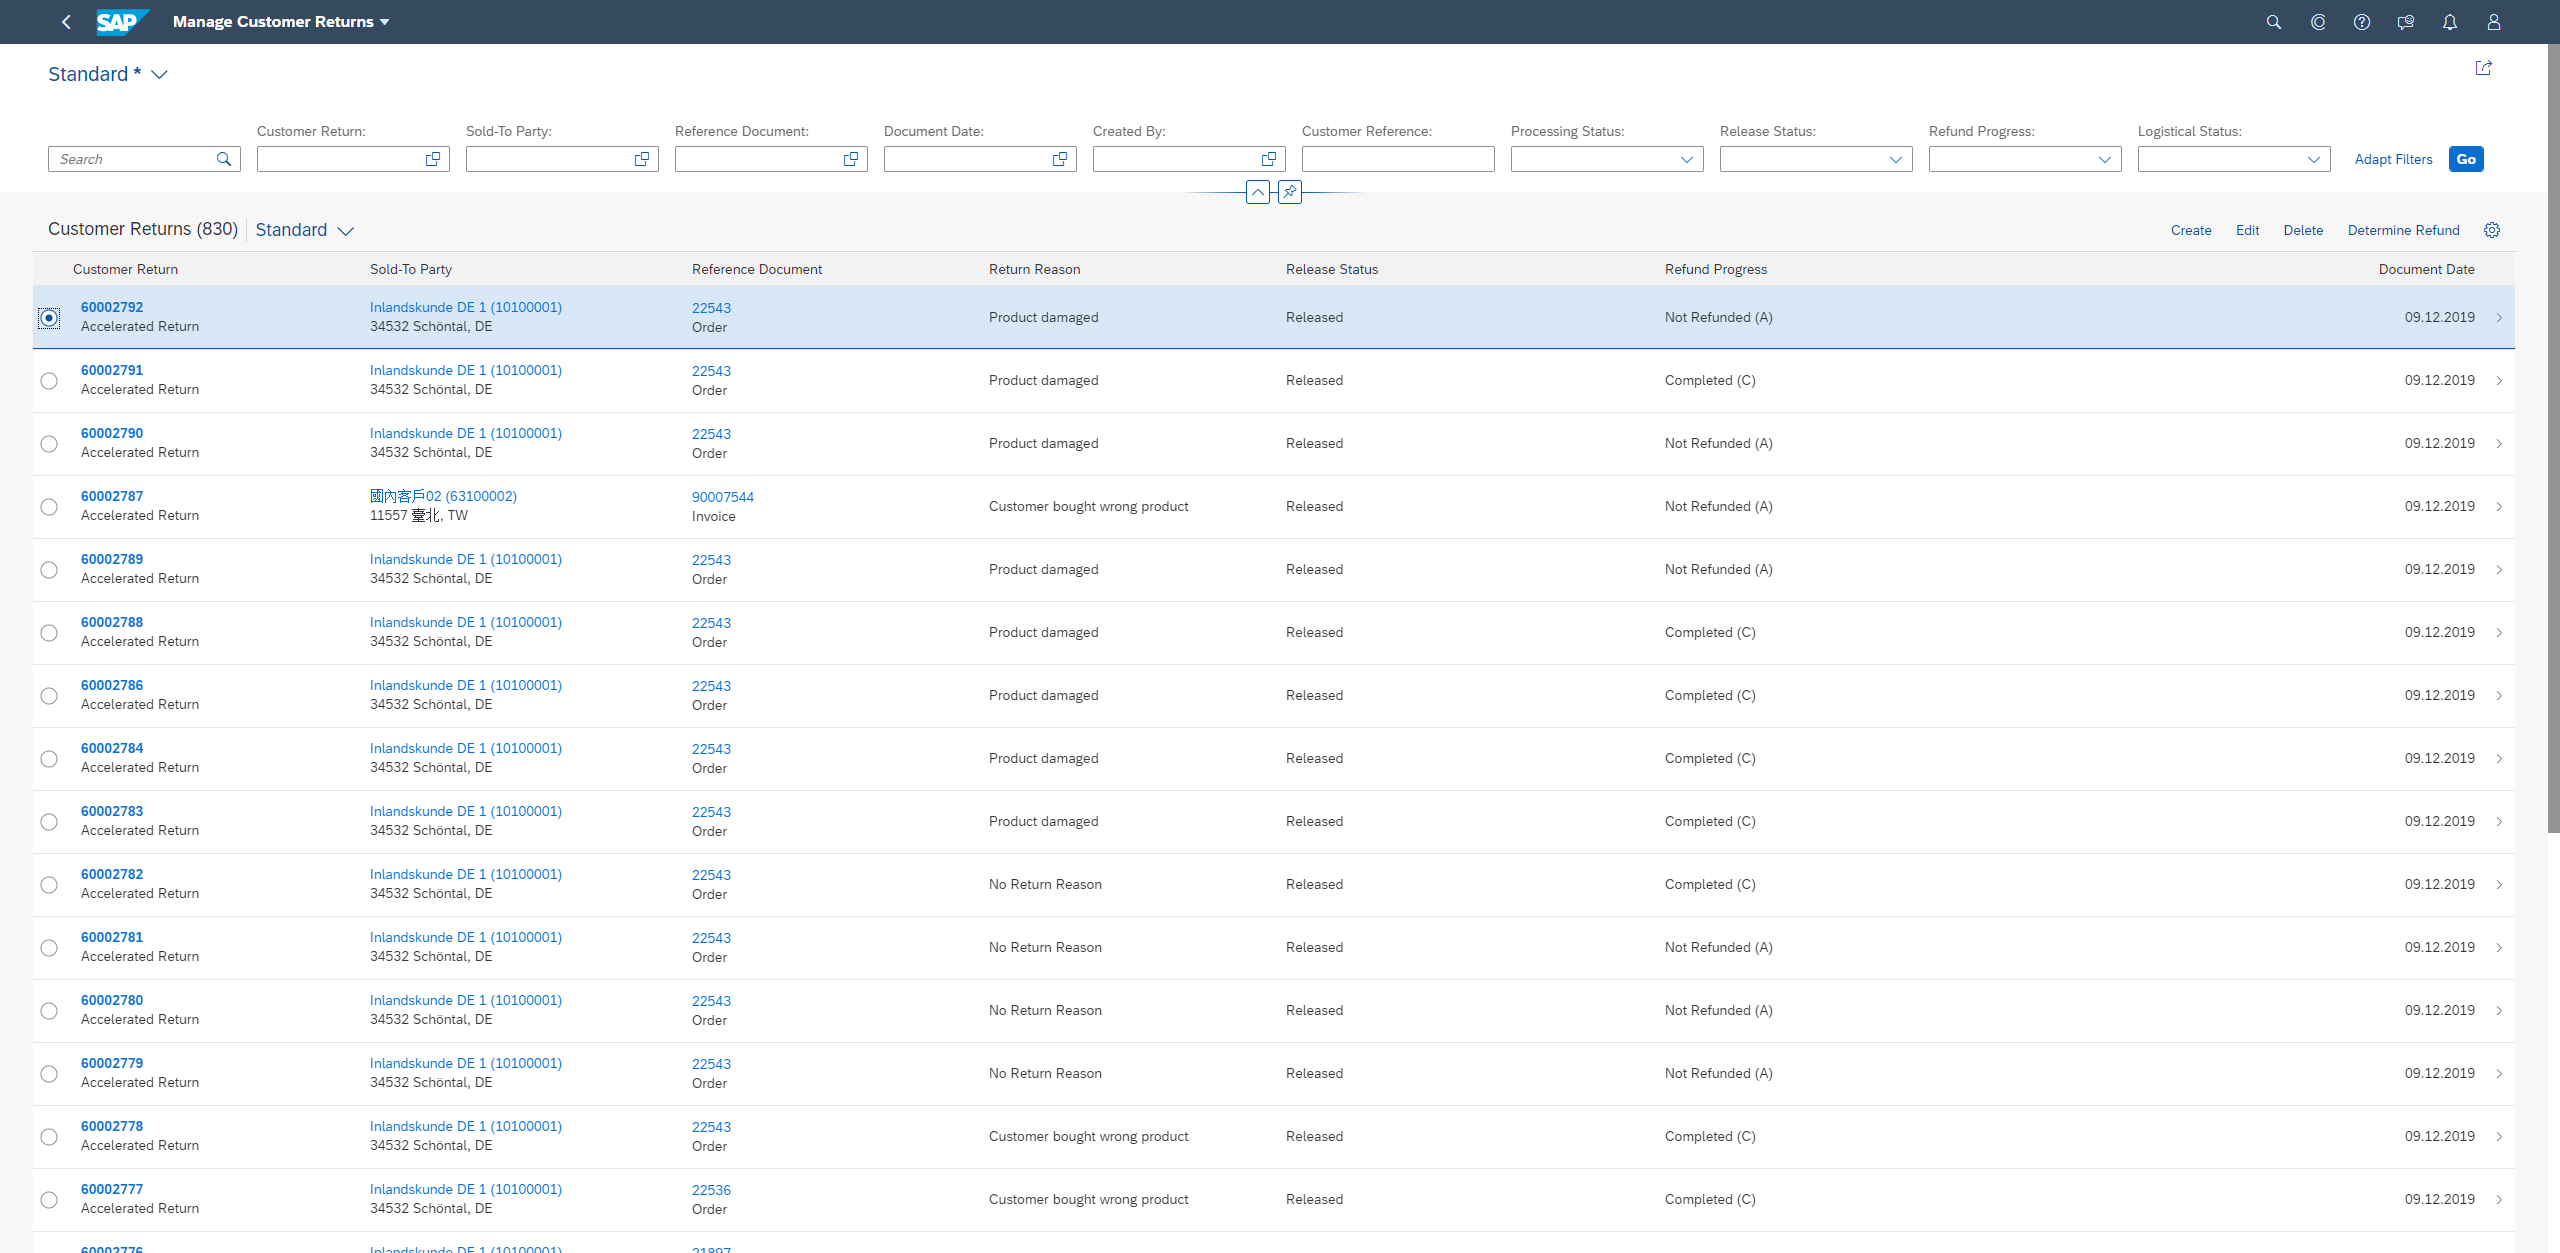 SAP Manage Customer Returns
Standard *
Customer Return: Sold-To Party: Reference Document: Document Date: Created By: Customer Reference: Processing Status: Release Status: Refund Progress: Logistical Status:
Search Adapt Filters Go
Customer Returns (830) Standard Create Edit Delete Determine Refund
Customer Return Sold-To Party Reference Document Return Reason Release Status Refund Progress Document Date
60002792 Inlandskunde DE 1 (10100001) 22543
Product damaged Released Not Refunded (A) 09.12.2019
Accelerated Return 34532 Schöntal, DE Order
60002791 Inlandskunde DE 1 (10100001) 22543
Product damaged Released Completed (C) 09.12.2019
Accelerated Return 34532 Schöntal, DE Order
60002790 Inlandskunde DE 1 (10100001) 22543
Product damaged Released Not Refunded (A) 09.12.2019
Accelerated Return 34532 Schöntal, DE Order
60002787 國內客戶02 (63100002) 90007544
Customer bought wrong product Released Not Refunded (A) 09.12.2019
Accelerated Return 11557 臺北, TW Invoice
60002789 Inlandskunde DE 1 (10100001) 22543
Product damaged Released Not Refunded (A) 09.12.2019
Accelerated Return 34532 Schöntal, DE Order
60002788 Inlandskunde DE 1 (10100001) 22543
Product damaged Released Completed (C) 09.12.2019
Accelerated Return 34532 Schöntal, DE Order
60002786 Inlandskunde DE 1 (10100001) 22543
Product damaged Released Completed (C) 09.12.2019
Accelerated Return 34532 Schöntal, DE Order
60002784 Inlandskunde DE 1 (10100001) 22543
Product damaged Released Completed (C) 09.12.2019
Accelerated Return 34532 Schöntal, DE Order
60002783 Inlandskunde DE 1 (10100001) 22543
Product damaged Released Completed (C) 09.12.2019
Accelerated Return 34532 Schöntal, DE Order
60002782 Inlandskunde DE 1 (10100001) 22543
No Return Reason Released Completed (C) 09.12.2019
Accelerated Return 34532 Schöntal, DE Order
60002781 Inlandskunde DE 1 (10100001) 22543
No Return Reason Released Not Refunded (A) 09.12.2019
Accelerated Return 34532 Schöntal, DE Order
60002780 Inlandskunde DE 1 (10100001) 22543
No Return Reason Released Not Refunded (A) 09.12.2019
Accelerated Return 34532 Schöntal, DE Order
60002779 Inlandskunde DE 1 (10100001) 22543
No Return Reason Released Not Refunded (A) 09.12.2019
Accelerated Return 34532 Schöntal, DE Order
60002778 Inlandskunde DE 1 (10100001) 22543
Customer bought wrong product Released Completed (C) 09.12.2019
Accelerated Return 34532 Schöntal, DE Order
60002777 Inlandskunde DE 1 (10100001) 22536
Customer bought wrong product Released Completed (C) 09.12.2019
Accelerated Return 34532 Schöntal, DE Order
60002776 Inlandskunde DE 1 (10100001) 21897